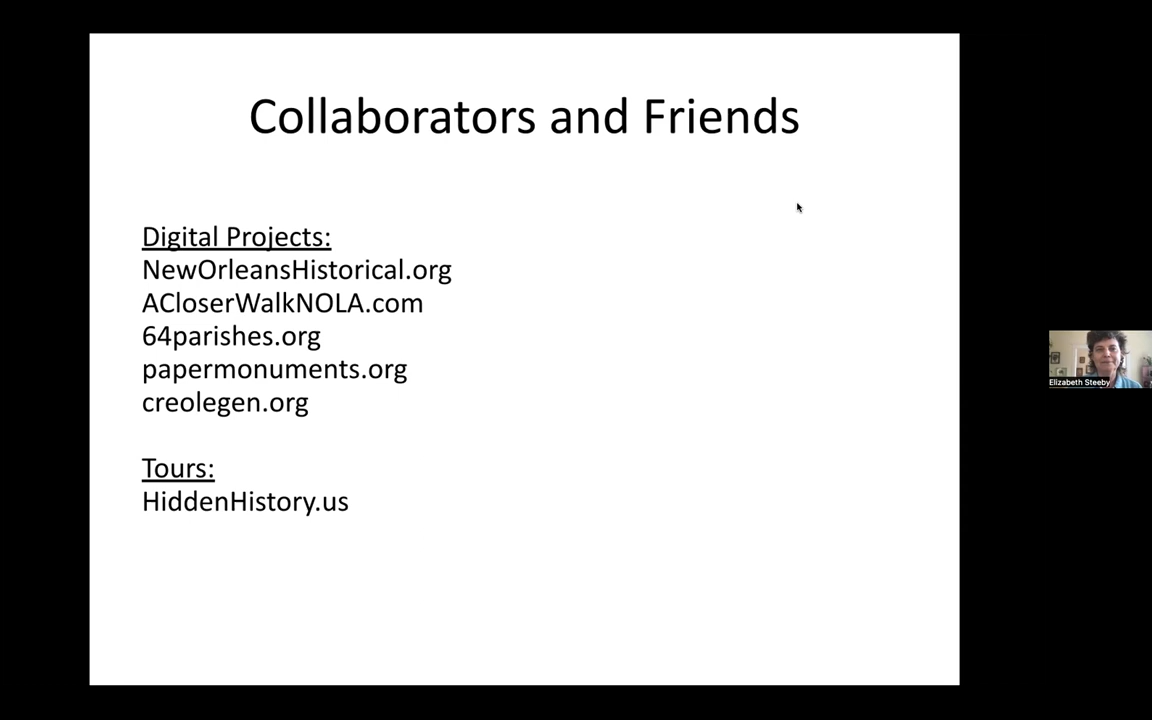 Collaborators and Friends
Digital Projects:
NewOrleansHistorical.org
ACloserWalkNOLA.com
64parishes.org
papermonuments.org
creolegen.org
Tours:
HiddenHistory.us
Elizabeth Steeby